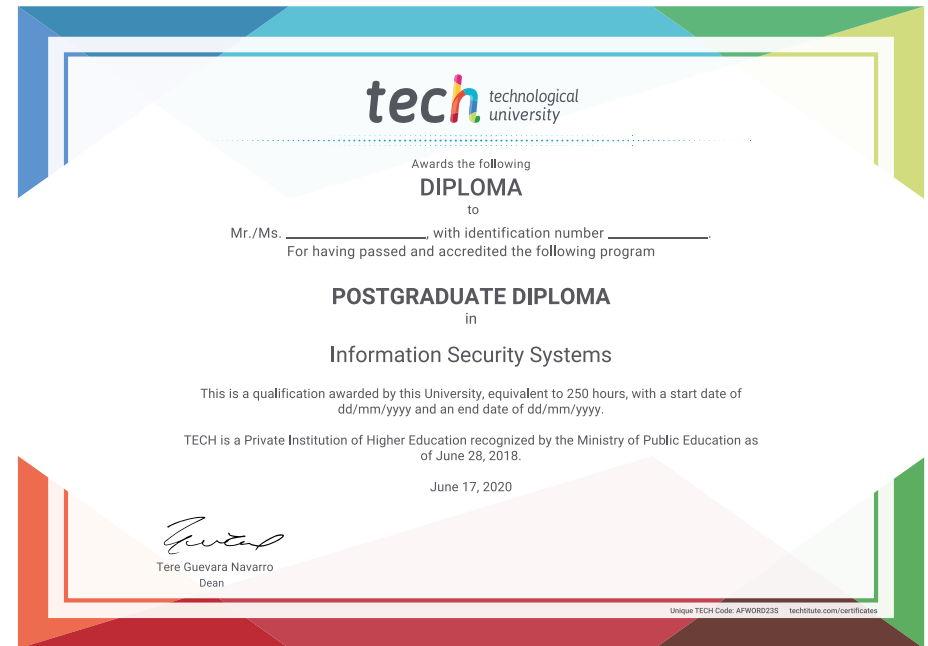 tech technological
university
Awards the following
DIPLOMA
to
Mr./Ms. ____________, with identification number ____________.
For having passed and accredited the following program
POSTGRADUATE DIPLOMA
in
Information Security Systems
This is a qualification awarded by this University, equivalent to 250 hours, with a start date of
dd/mm/yyyy and an end date of dd/mm/yyyy.
TECH is a Private Institution of Higher Education recognized by the Ministry of Public Education as
of June 28, 2018.
June 17, 2020
Tere Guevara Navarro
Dean
Unique TECH Code: AFWORD23S techtitute.com/certificates